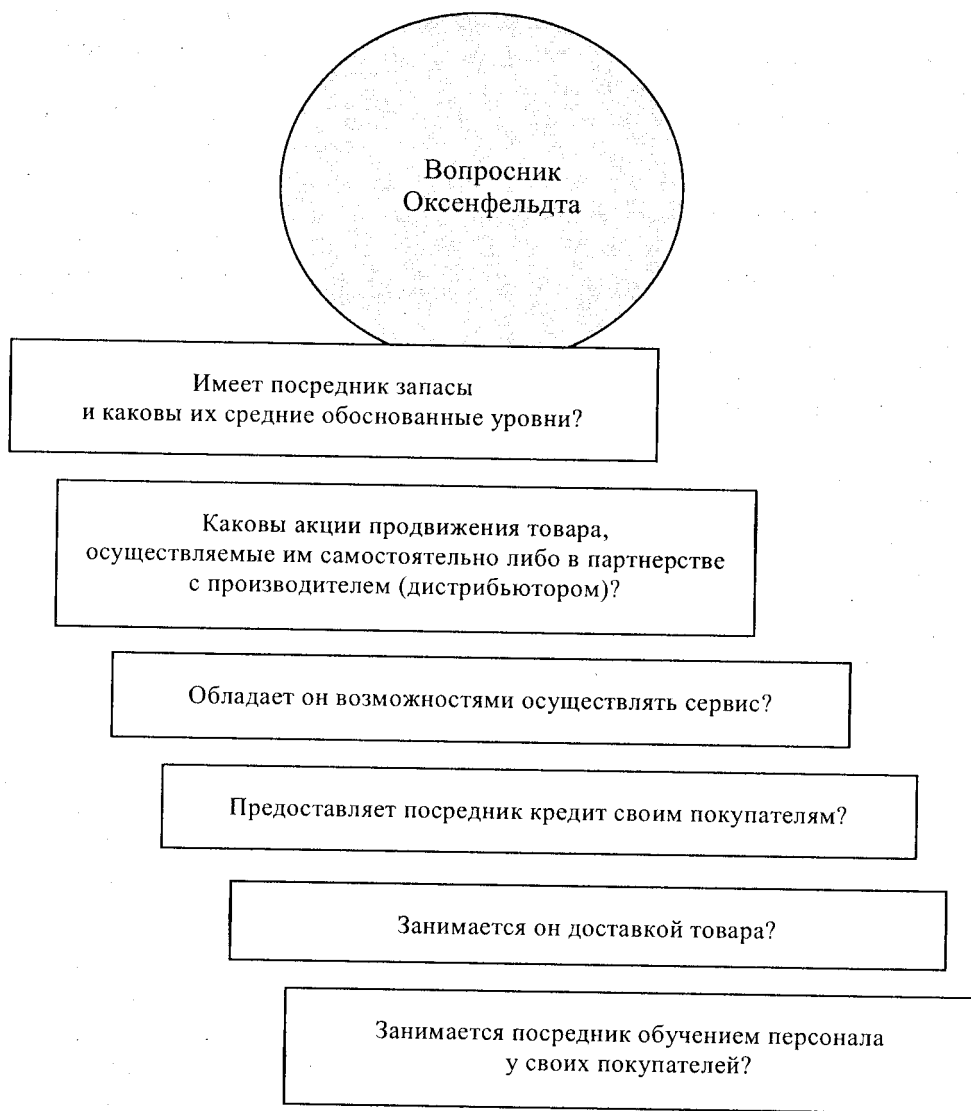 Вопросник
Оксенфельдта
Имеет посредник запасы
и каковы их средние обоснованные уровни?
Каковы акции продвижения товара,
осуществляемые им самостоятельно либо в партнерстве
с производителем (дистрибьютором)?
Обладает он возможностями осуществлять сервис?
Предоставляет посредник кредит своим покупателям?
Занимается он доставкой товара?
Занимается посредник обучением персонала
у своих покупателей?